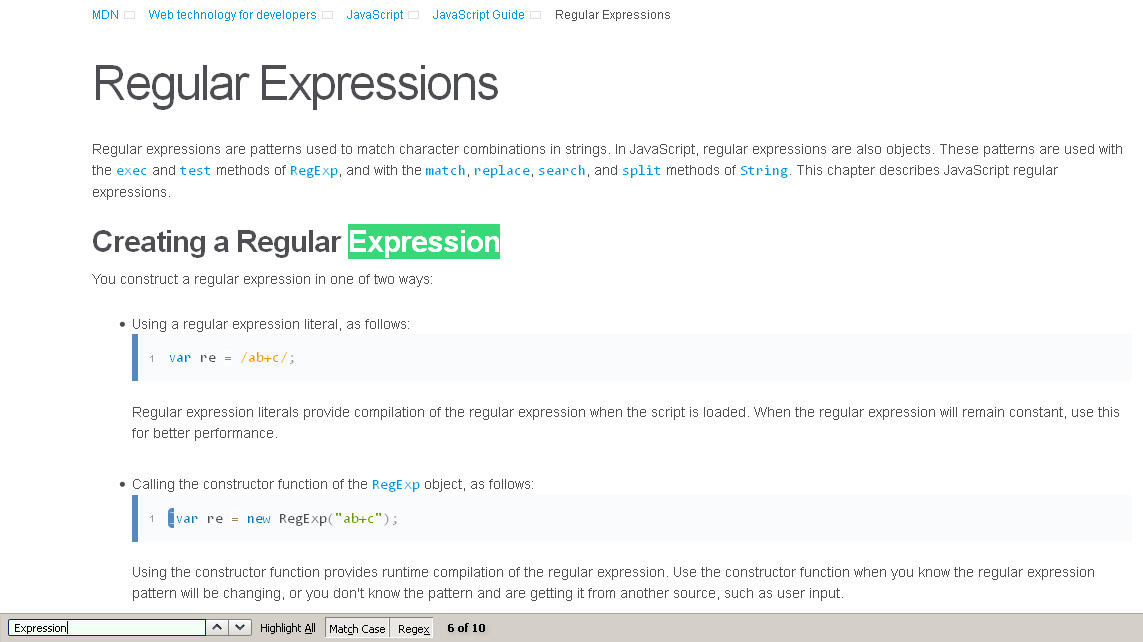 MDN Web technology for developers JavaScript JavaScript Guide Regular Expressions
Regular Expressions
Regular expressions are patterns used to match character combinations in strings. In JavaScript, regular expressions are also objects. These patterns are used with
the exec and test methods of RegExp, and with the match, replace, search, and split methods of String. This chapter describes JavaScript regular
expressions.
Creating a Regular Expression
You construct a regular expression in one of two ways:
• Using a regular expression literal, as follows:
1 var re = /ab+c/;
Regular expression literals provide compilation of the regular expression when the script is loaded. When the regular expression will remain constant, use this
for better performance.
• Calling the constructor function of the RegExp object, as follows:
1 var re = new RegExp("ab+c");
Using the constructor function provides runtime compilation of the regular expression. Use the constructor function when you know the regular expression
pattern will be changing, or you don't know the pattern and are getting it from another source, such as user input.
Expression Highlight All Match Case Regex 6 of 10